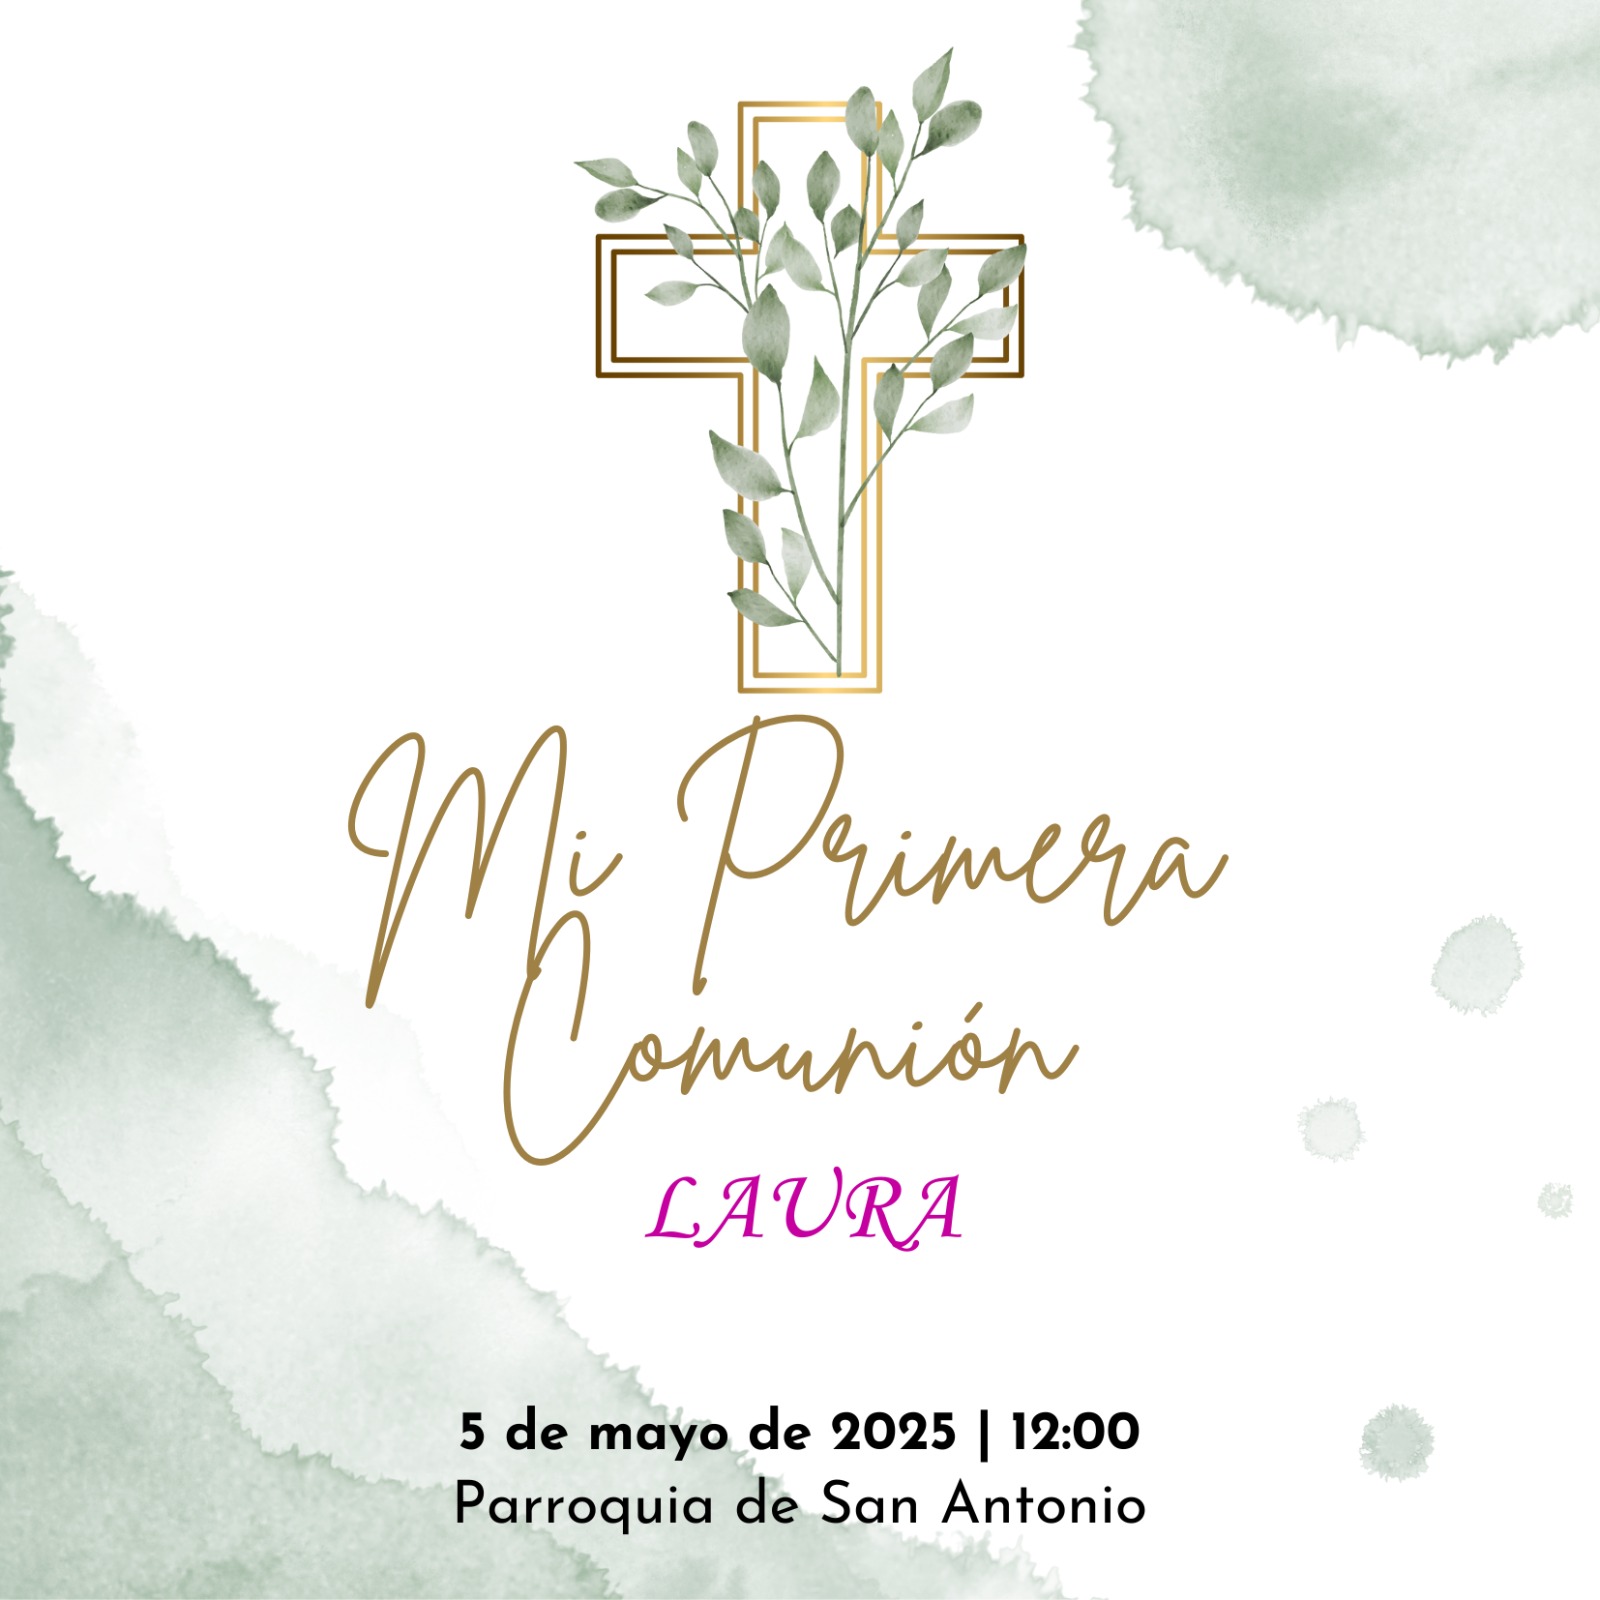 Mi Primera
Comunión
LAURA
5 de mayo de 2025 | 12:00
Parroquia de San Antonio